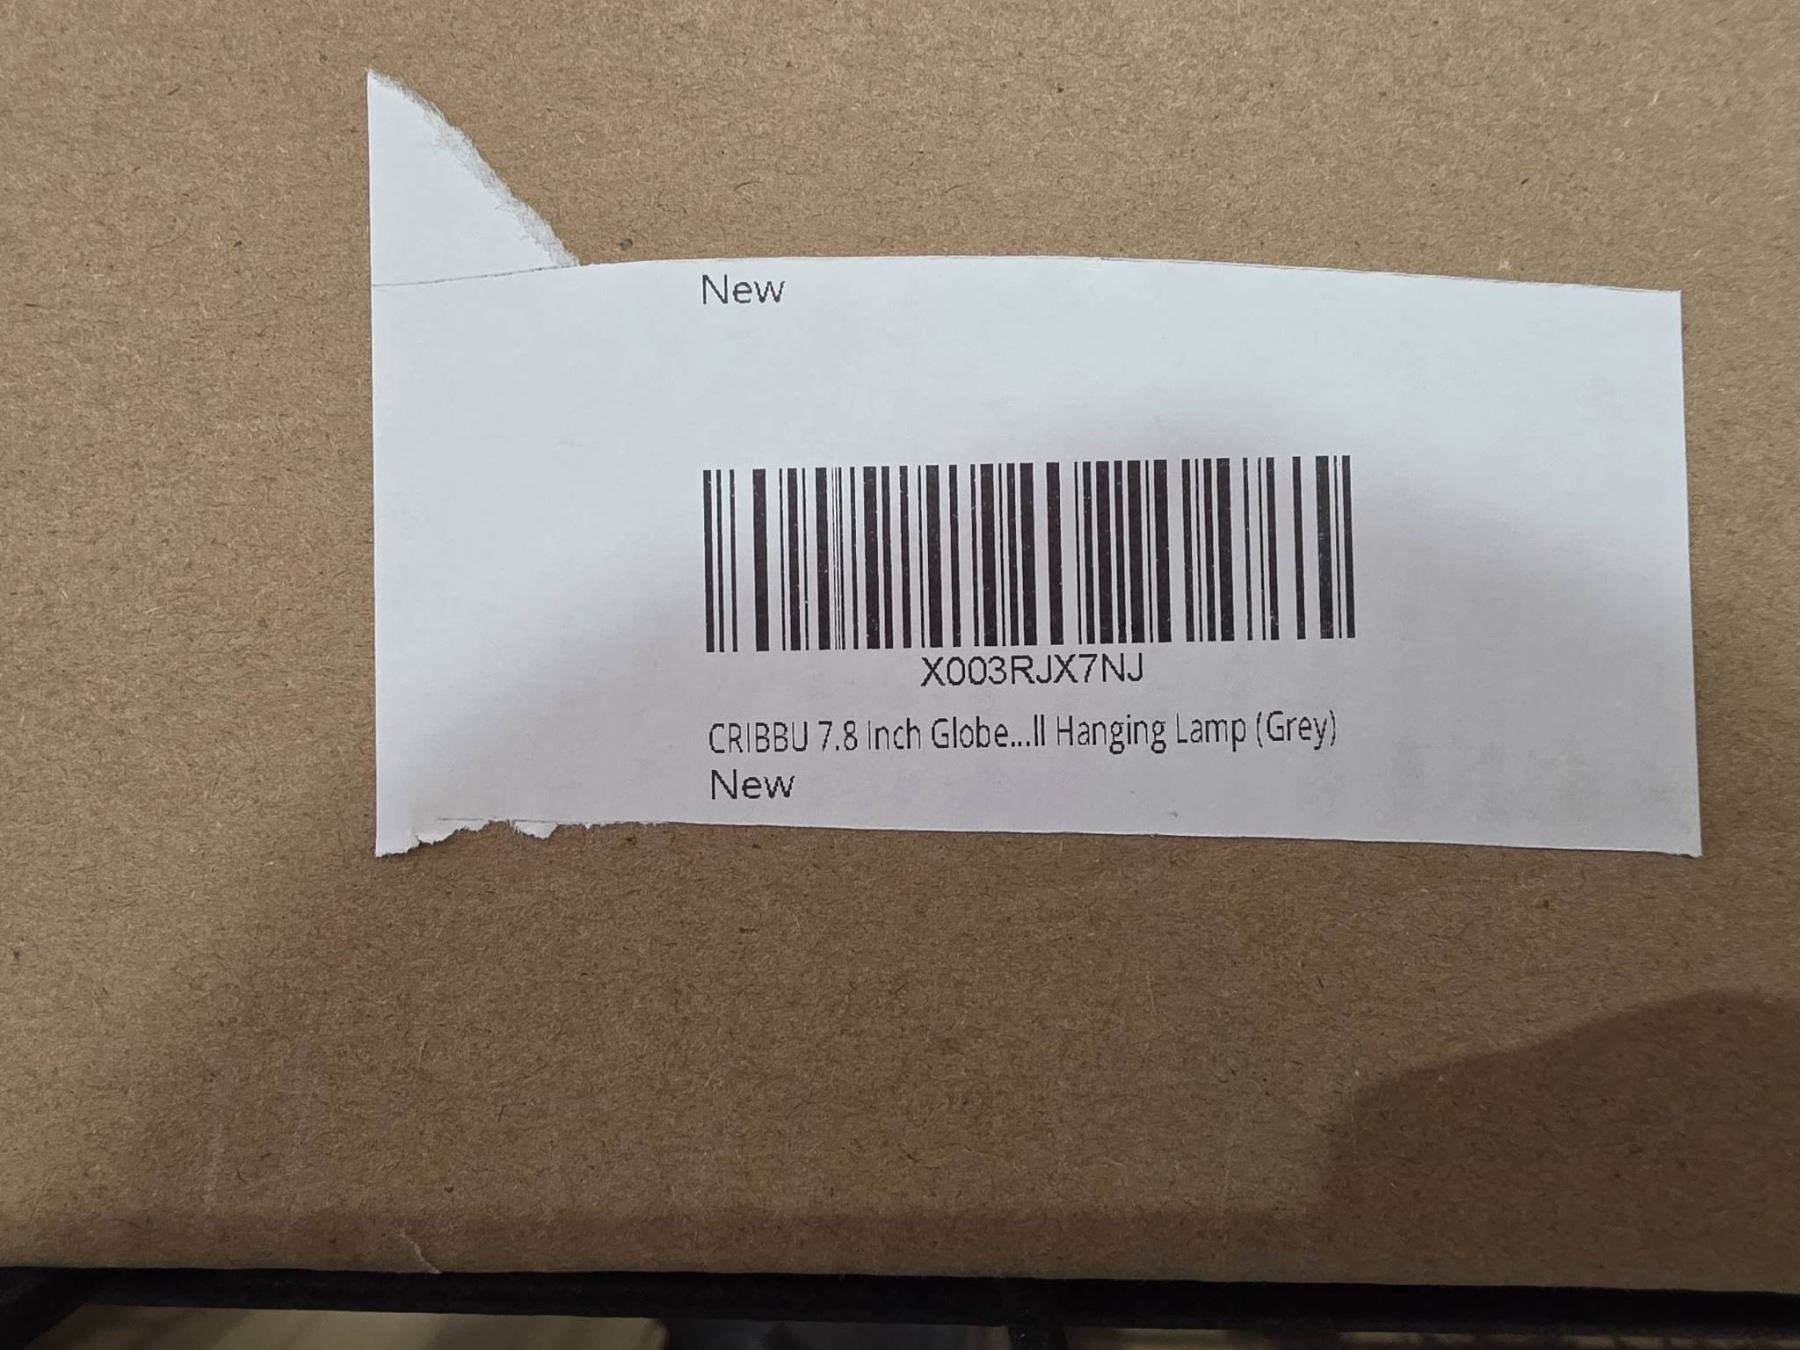 New
X003RJX7NJ
CRIBBU 7.8 Inch Globe...ll Hanging Lamp (Grey)
New